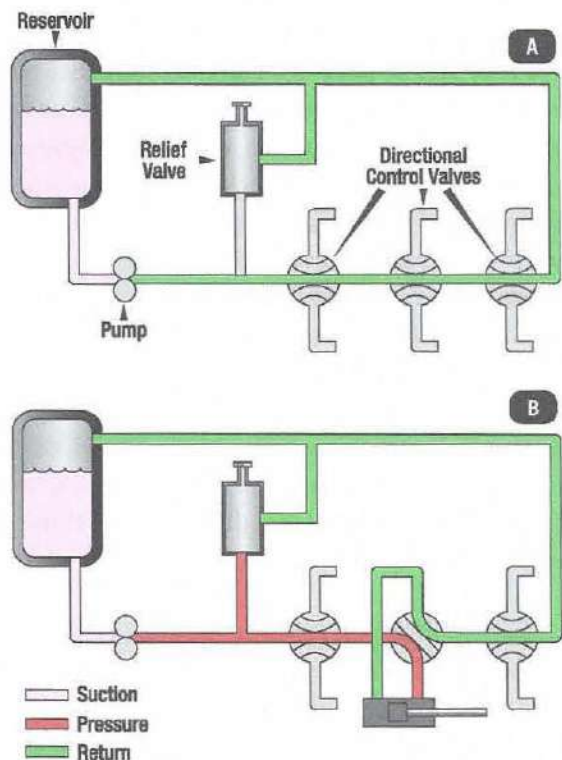 Reservoir
A
Relief
Valve
Directional
Control Valves
Pump
B
Suction
Pressure
Return